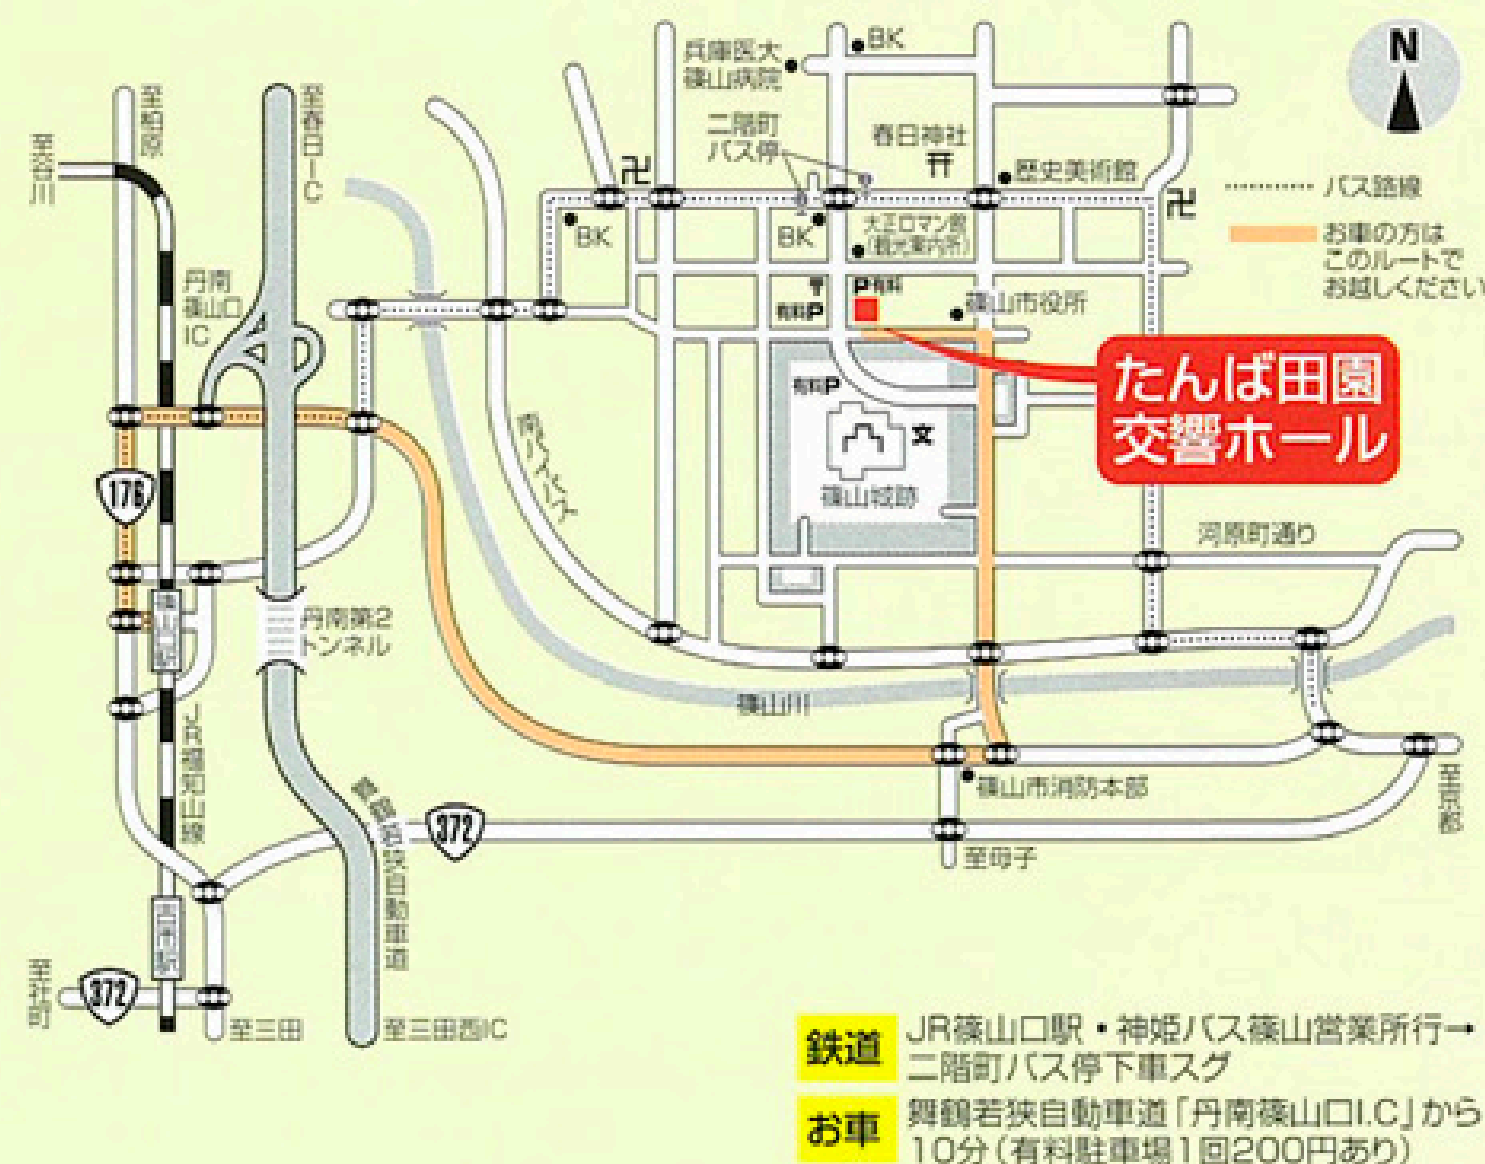 N
BK
兵庫医大
篠山病院
至柏原
至春日IC
至谷川
二階町
バス停
春日神社
歴史美術館
バス路線
お車の方は
このルートで
お越しください
BK
BK
大正ロマン館
(観光案内所)
丹南
篠山口
IC
P有料
有料P
篠山市役所
たんば田園
交響ホール
有料P
文
篠山城跡
176
河原町通り
篠山口駅
丹南第2
トンネル
篠山川
JR福知山線
篠山市消防本部
至京都
372
舞鶴若狭自動車道
至母子
古市駅
372
至社町
至三田
至三田西IC
鉄道
JR篠山口駅・神姫バス篠山営業所行→
二階町バス停下車スグ
お車
舞鶴若狭自動車道「丹南篠山口I.C」から
10分(有料駐車場1回200円あり)